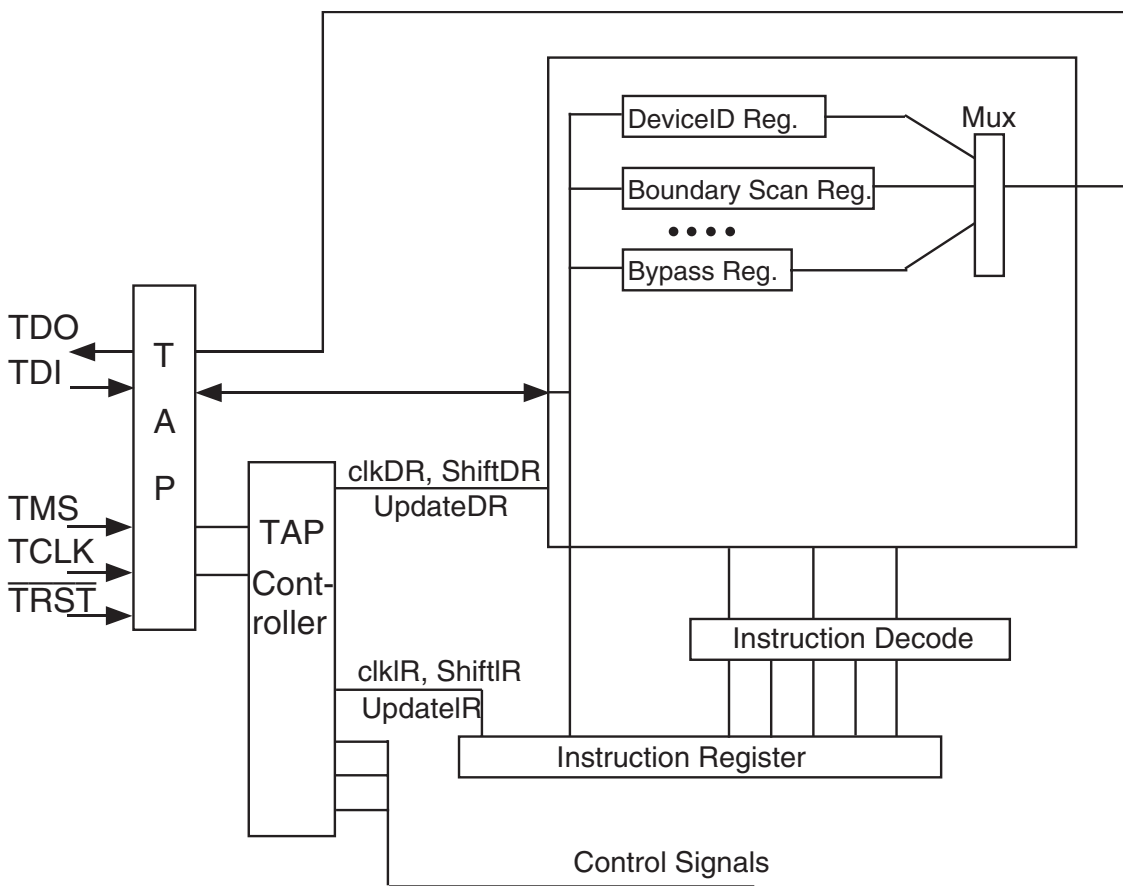 DeviceID Reg.
Mux
Boundary Scan Reg.
Bypass Reg.
TDO
TDI
T
A
P
TMS
TCLK
TRST
TAP
Cont-
roller
clkDR, ShiftDR
UpdateDR
Instruction Decode
clkIR, ShiftIR
UpdateIR
Instruction Register
Control Signals